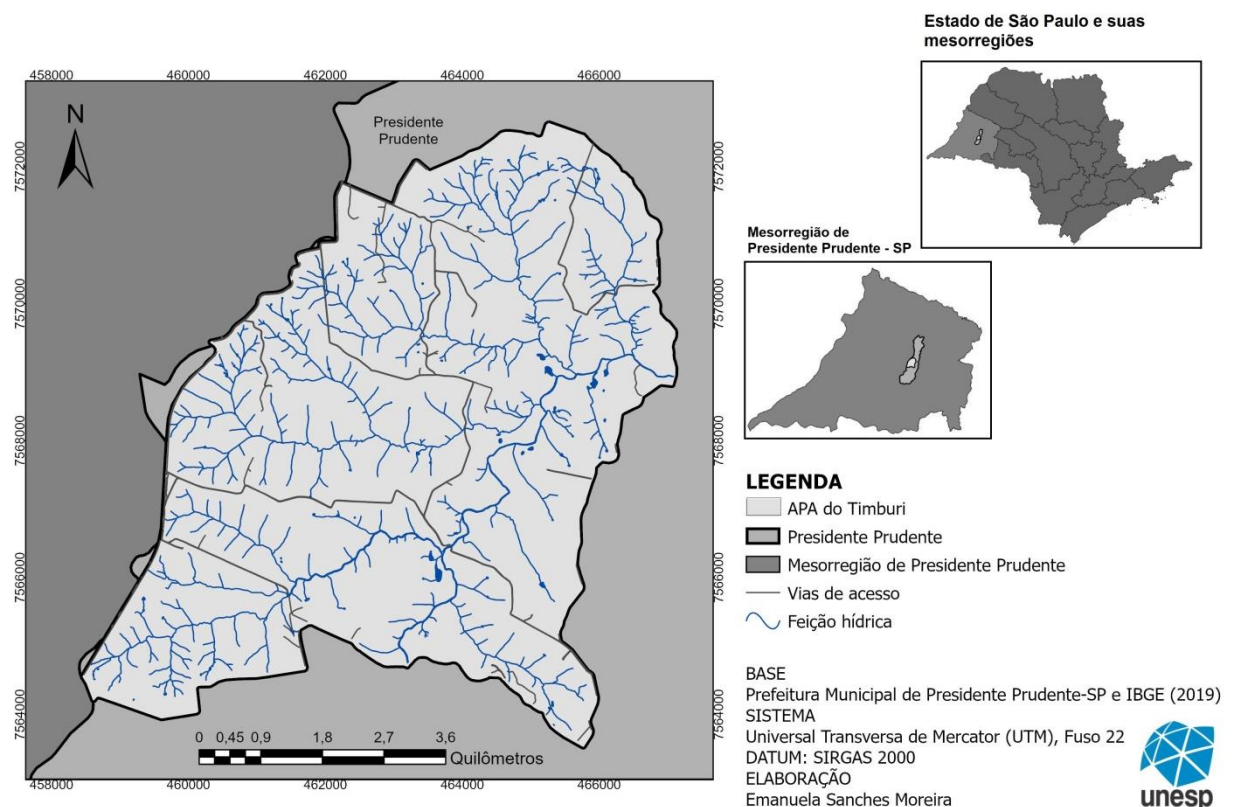 Estado de São Paulo e suas
mesorregiões
458000 460000 462000 464000 466000
N
Presidente
Prudente
7572000 7572000
7570000 7570000
7568000 7568000
7566000 7566000
7564000 7564000
0 0,45 0,9 1,8 2,7 3,6
Quilômetros
458000 460000 462000 464000 466000
Mesorregião de
Presidente Prudente - SP
LEGENDA
APA do Timburi
Presidente Prudente
Mesorregião de Presidente Prudente
Vias de acesso
Feição hídrica
BASE
Prefeitura Municipal de Presidente Prudente-SP e IBGE (2019)
SISTEMA
Universal Transversa de Mercator (UTM), Fuso 22
DATUM: SIRGAS 2000
ELABORAÇÃO
Emanuela Sanches Moreira
unesp